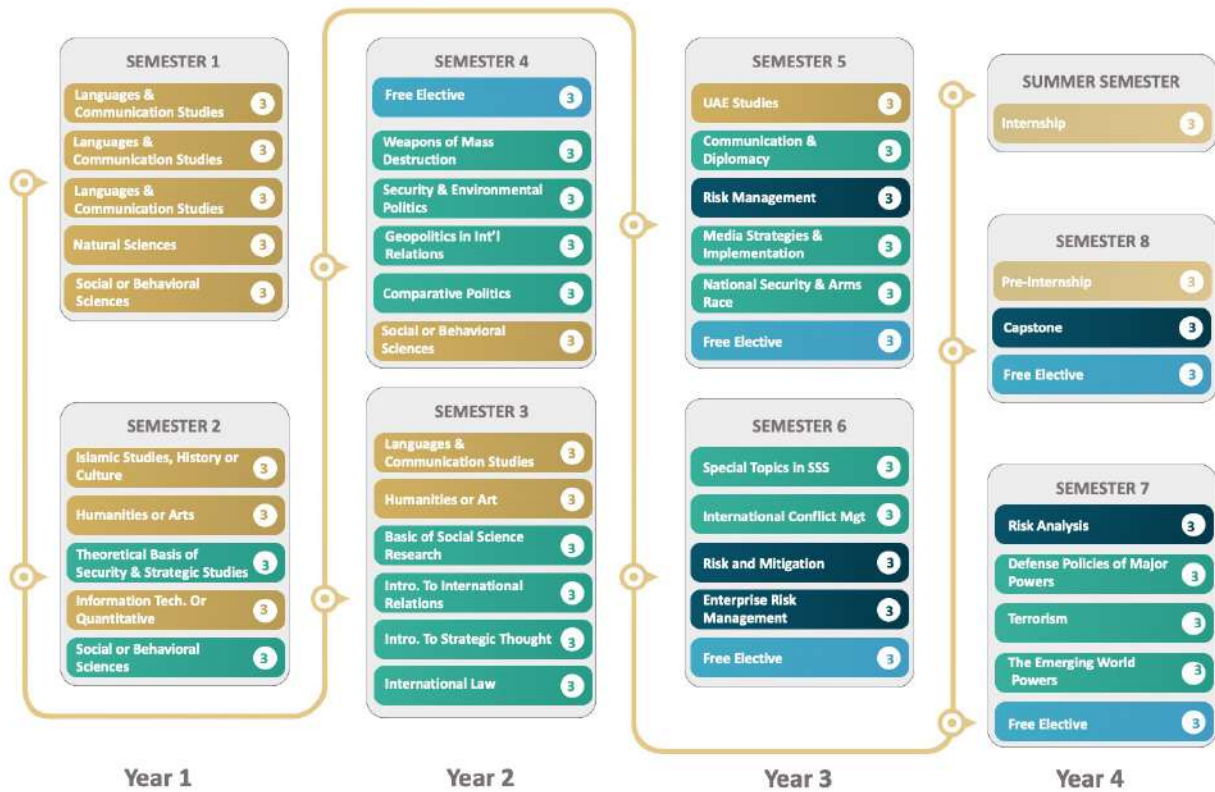 SEMESTER 1
Languages &
Communication Studies 3
Languages &
Communication Studies 3
Languages &
Communication Studies 3
Natural Sciences 3
Social or Behavioral
Sciences 3
SEMESTER 2
Islamic Studies, History or
Culture 3
Humanities or Arts 3
Theoretical Basis of
Security & Strategic Studies 3
Information Tech. Or
Quantitative 3
Social or Behavioral
Sciences 3
Year 1
SEMESTER 4
Free Elective 3
Weapons of Mass
Destruction 3
Security & Environmental
Politics 3
Geopolitics in Int'l
Relations 3
Comparative Politics 3
Social or Behavioral
Sciences 3
SEMESTER 3
Languages &
Communication Studies 3
Humanities or Art 3
Basic of Social Science
Research 3
Intro. To International
Relations 3
Intro. To Strategic Thought 3
International Law 3
Year 2
SEMESTER 5
UAE Studies 3
Communication &
Diplomacy 3
Risk Management 3
Media Strategies &
Implementation 3
National Security & Arms
Race 3
Free Elective 3
SEMESTER 6
Special Topics in SSS 3
International Conflict Mgt 3
Risk and Mitigation 3
Enterprise Risk
Management 3
Free Elective 3
Year 3
SUMMER SEMESTER
Internship 3
SEMESTER 8
Pre-Internship 3
Capstone 3
Free Elective 3
SEMESTER 7
Risk Analysis 3
Defense Policies of Major
Powers 3
Terrorism 3
The Emerging World
Powers 3
Free Elective 3
Year 4